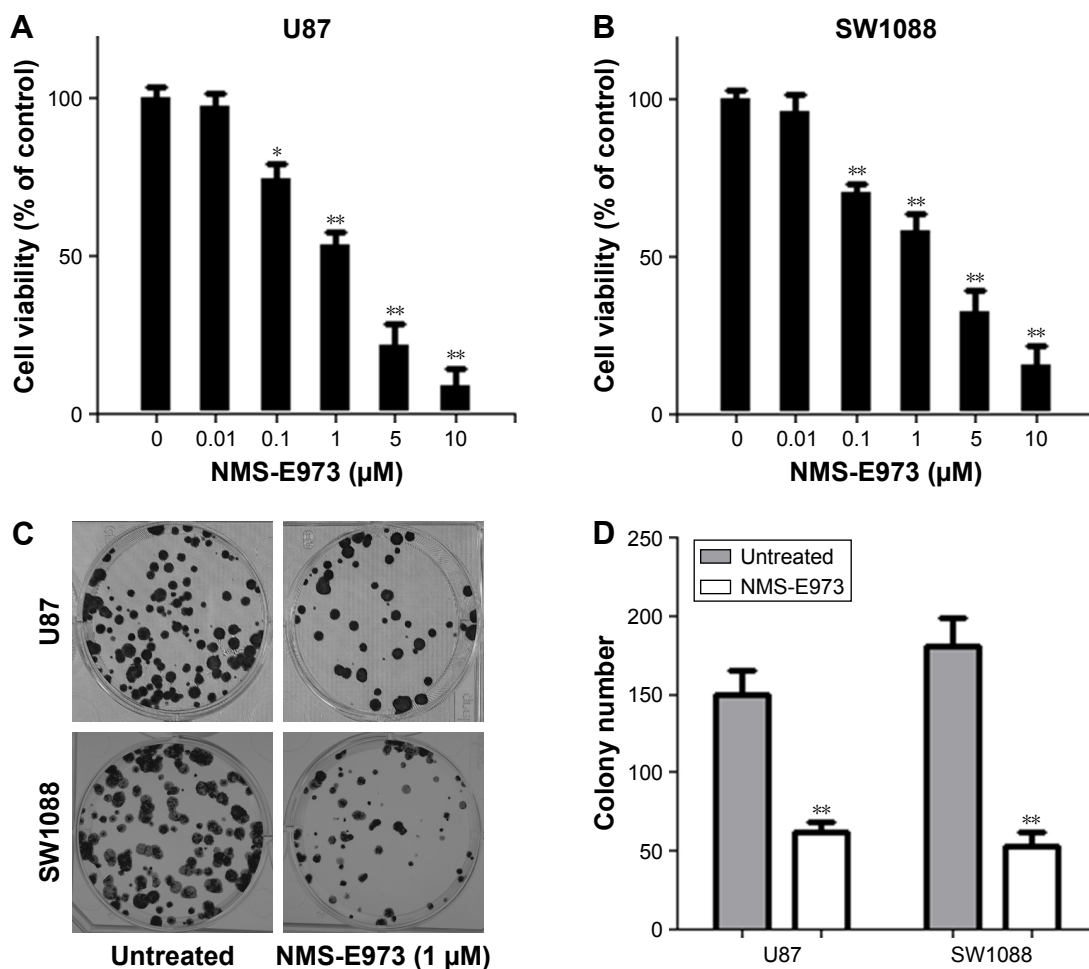 A
U87
Cell viability (% of control)
100
50
0
*
**
**
**
0 0.01 0.1 1 5 10
NMS-E973 (µM)
B
SW1088
Cell viability (% of control)
100
50
0
**
**
**
**
0 0.01 0.1 1 5 10
NMS-E973 (µM)
C
U87
SW1088
Untreated NMS-E973 (1 µM)
D
Untreated
NMS-E973
Colony number
250
200
150
100
50
0
**
**
U87 SW1088